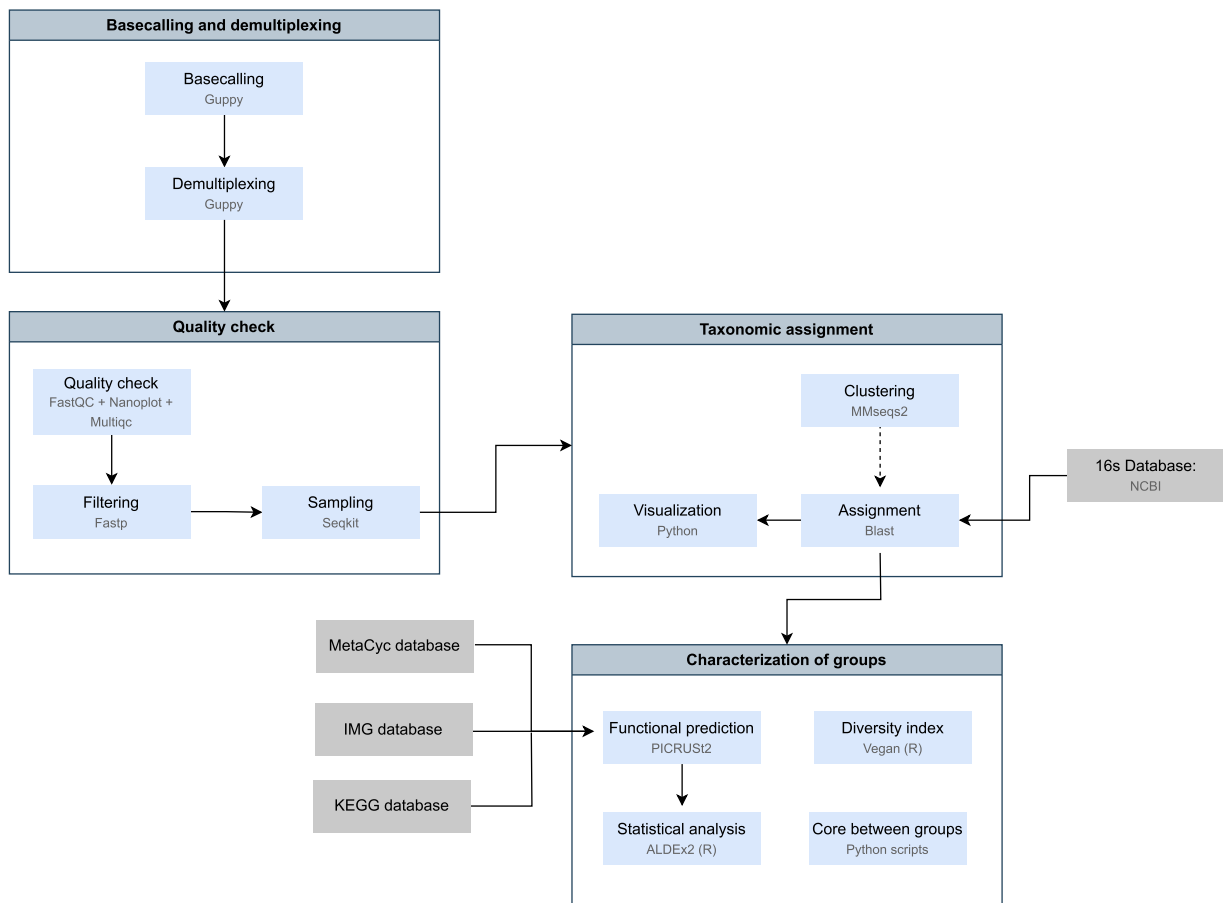 Basecalling and demultiplexing
Basecalling
Guppy
Demultiplexing
Guppy
Quality check
Quality check
FastQC + Nanoplot +
Multiqc
Filtering
Fastp
Sampling
Seqkit
Taxonomic assignment
Clustering
MMseqs2
Visualization
Python
Assignment
Blast
16s Database:
NCBI
MetaCyc database
IMG database
KEGG database
Characterization of groups
Functional prediction
PICRUSt2
Diversity index
Vegan (R)
Statistical analysis
ALDEx2 (R)
Core between groups
Python scripts